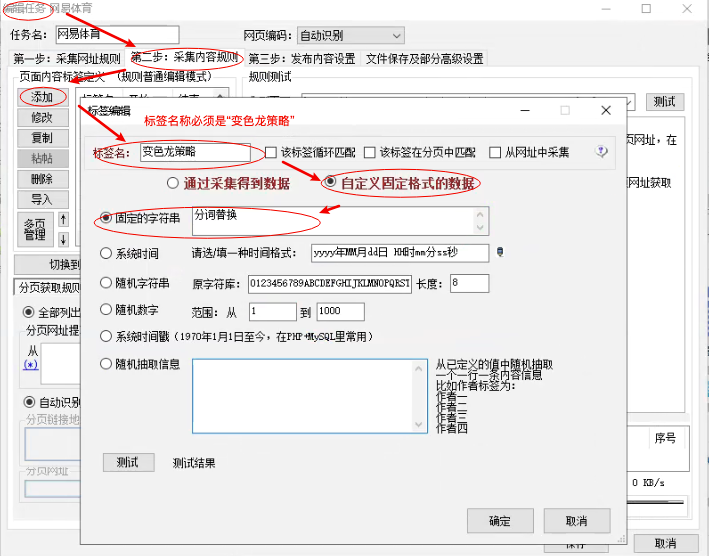 编辑任务 网易体育
任务名： 网易体育 网页编码： 自动识别
第一步：采集网址规则 第二步：采集内容规则 第三步：发布内容设置 文件保存及部分高级设置
页面内容标签定义 （规则普通编辑模式） 规则测试
添加
修改
复制
粘帖
删除
导入
多页
管理
切换到
测试
标签编辑
标签名称必须是“变色龙策略”
标签名： 变色龙策略 该标签循环匹配 该标签在分页中匹配 从网址中采集
通过采集得到数据 自定义固定格式的数据
固定的字符串 分词替换
系统时间 请选/填一种时间格式： yyyy年MM月dd日 HH时mm分ss秒
随机字符串 原字符库： 0123456789ABCDEFGHIJKLMNOPQRST 长度： 8
随机数字 范围：从 1 到 1000
系统时间戳（1970年1月1日至今，在PHP+MySQL里常用）
随机抽取信息
从已定义的值中随机抽取
一个一行一条内容信息
比如作者标签为：
作者一
作者二
作者三
作者四
测试 测试结果
确定 取消
分页获取规则
全部列出
分页网址提
从
(*)
自动识别
分页链接地
分页网址
页网址，在
网址获取
序号
0 KB/s
保存 取消